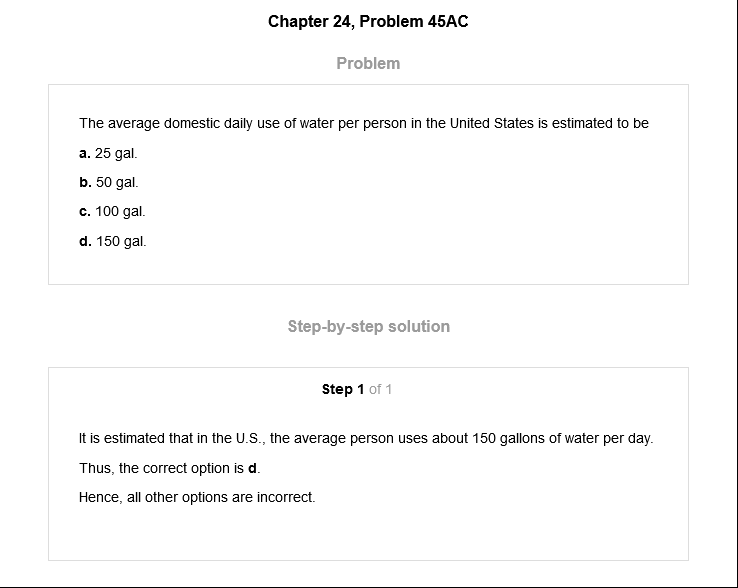 Chapter 24, Problem 45AC
Problem
The average domestic daily use of water per person in the United States is estimated to be
a. 25 gal.
b. 50 gal.
c. 100 gal.
d. 150 gal.
Step-by-step solution
Step 1 of 1
It is estimated that in the U.S., the average person uses about 150 gallons of water per day.
Thus, the correct option is d.
Hence, all other options are incorrect.